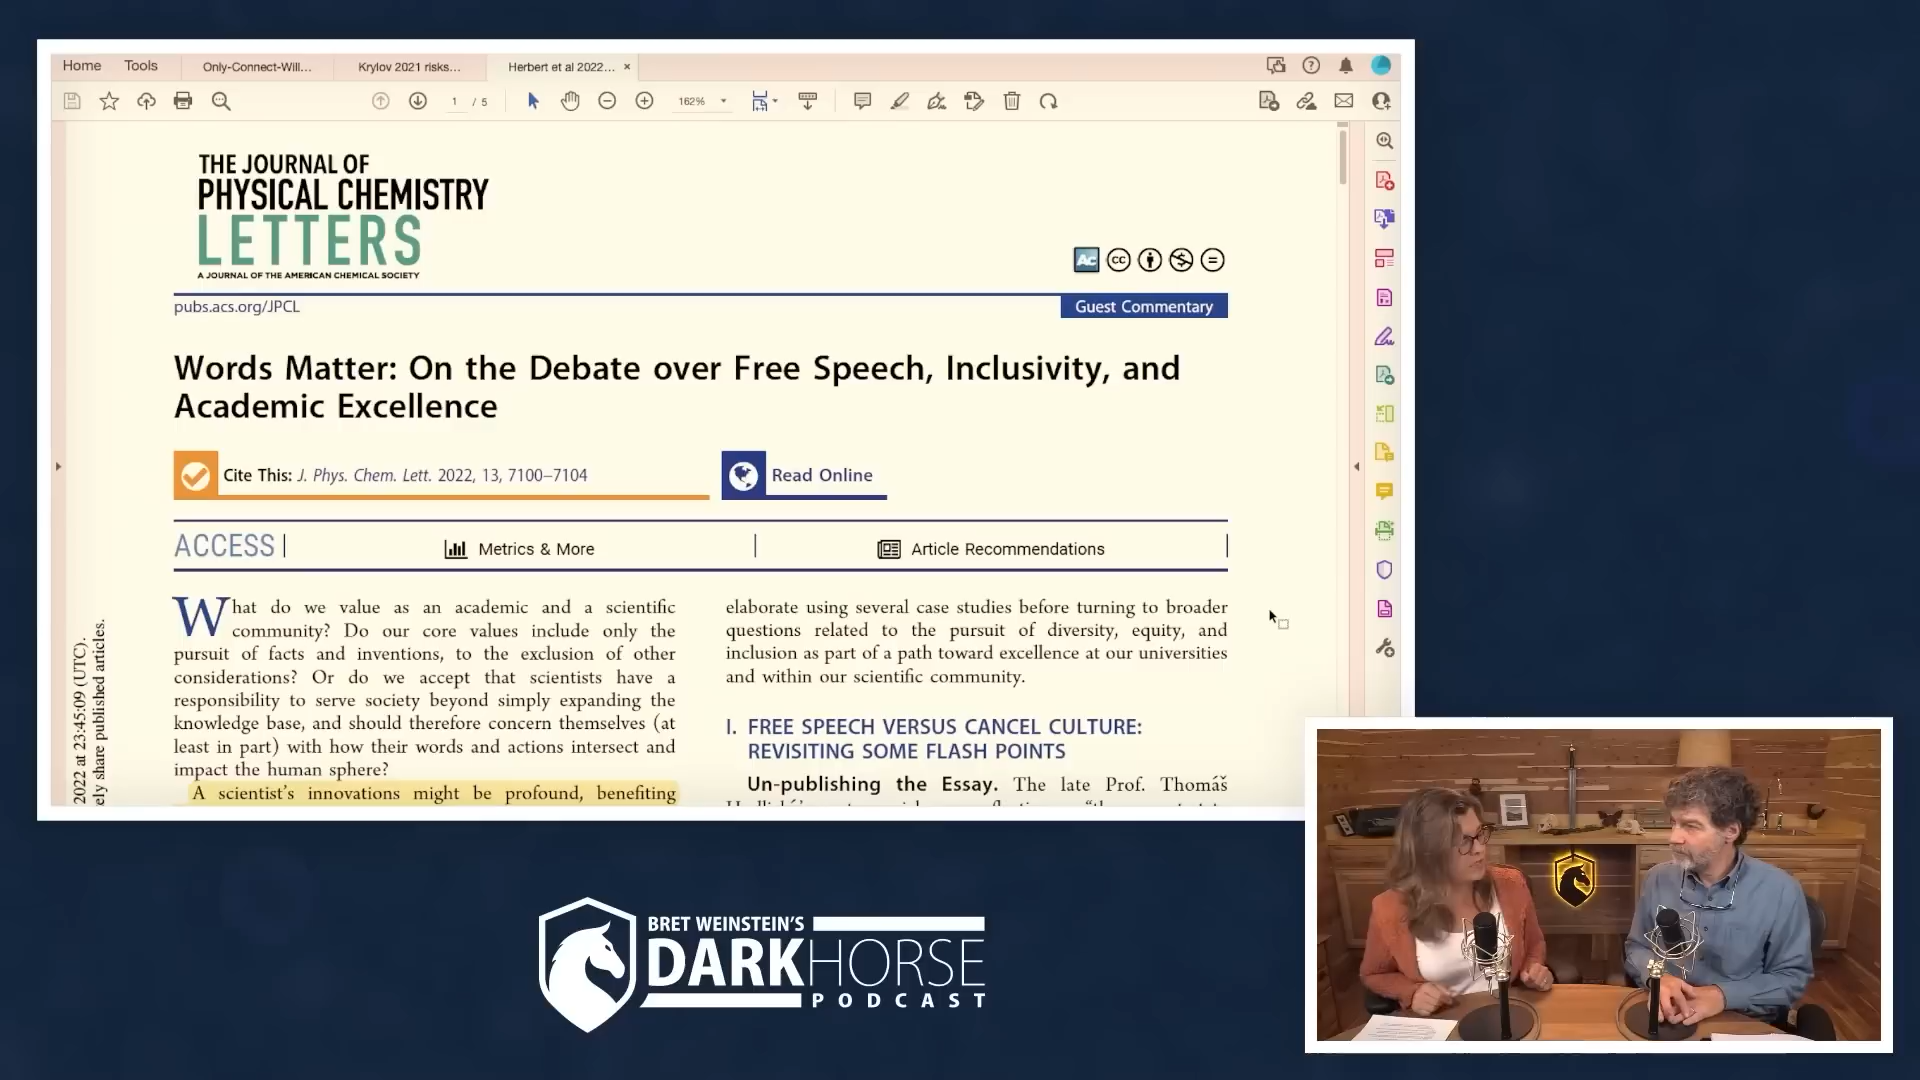 Home Tools Only-Connect-Will... Krylov 2021 risks... Herbert et al 2022... ×
1 / 5 162%
THE JOURNAL OF
PHYSICAL CHEMISTRY
LETTERS
A JOURNAL OF THE AMERICAN CHEMICAL SOCIETY
Ac cc
pubs.acs.org/JPCL Guest Commentary
Words Matter: On the Debate over Free Speech, Inclusivity, and
Academic Excellence
Cite This: J. Phys. Chem. Lett. 2022, 13, 7100–7104 Read Online
ACCESS Metrics & More Article Recommendations
What do we value as an academic and a scientific
community? Do our core values include only the
pursuit of facts and inventions, to the exclusion of other
considerations? Or do we accept that scientists have a
responsibility to serve society beyond simply expanding the
knowledge base, and should therefore concern themselves (at
least in part) with how their words and actions intersect and
impact the human sphere?
A scientist's innovations might be profound, benefiting
elaborate using several case studies before turning to broader
questions related to the pursuit of diversity, equity, and
inclusion as part of a path toward excellence at our universities
and within our scientific community.
I. FREE SPEECH VERSUS CANCEL CULTURE:
REVISITING SOME FLASH POINTS
Un-publishing the Essay. The late Prof. Thomáš
2022 at 23:45:09 (UTC).
ely share published articles.
BRET WEINSTEIN'S
DARKHORSE
PODCAST